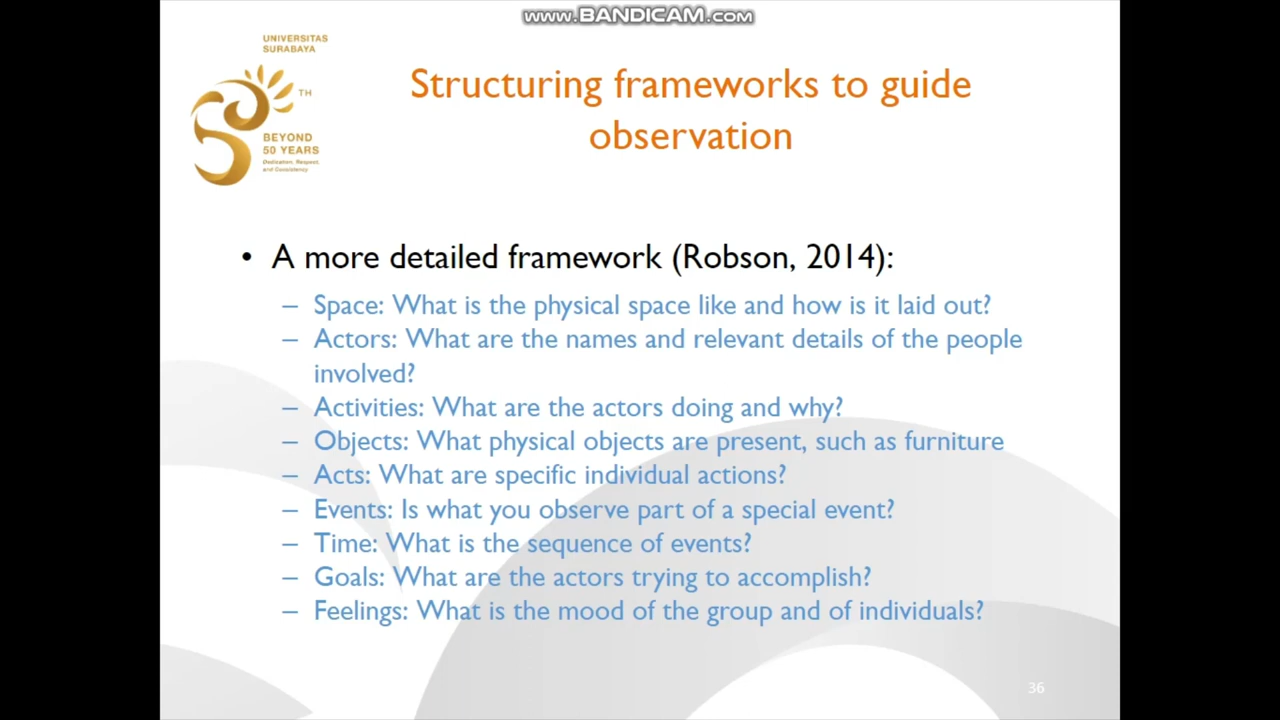 www.BANDICAM.com
UNIVERSITAS
SURABAYA
TH
BEYOND
50 YEARS
Dedication, Respect,
and Consistency
Structuring frameworks to guide
observation
• A more detailed framework (Robson, 2014):
– Space: What is the physical space like and how is it laid out?
– Actors: What are the names and relevant details of the people
involved?
– Activities: What are the actors doing and why?
– Objects: What physical objects are present, such as furniture
– Acts: What are specific individual actions?
– Events: Is what you observe part of a special event?
– Time: What is the sequence of events?
– Goals: What are the actors trying to accomplish?
– Feelings: What is the mood of the group and of individuals?
36